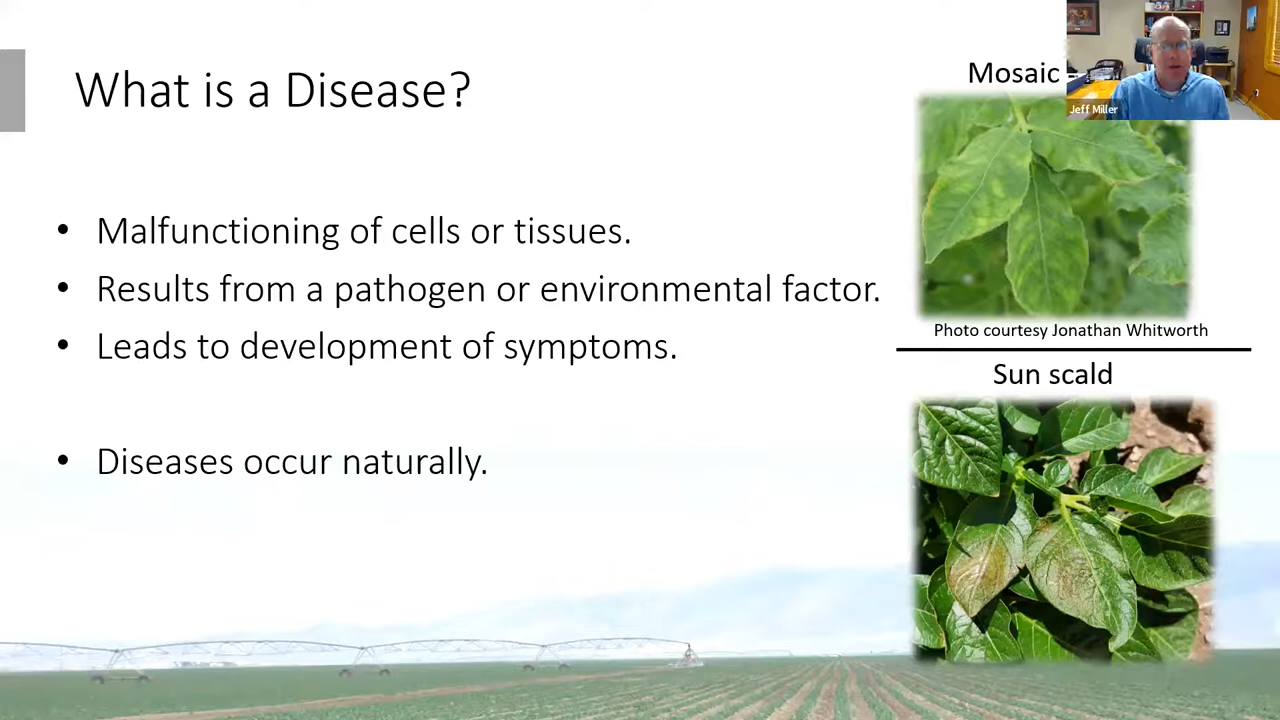 What is a Disease?
• Malfunctioning of cells or tissues.
• Results from a pathogen or environmental factor.
• Leads to development of symptoms.
• Diseases occur naturally.
Mosaic
Jeff Miller
Photo courtesy Jonathan Whitworth
Sun scald